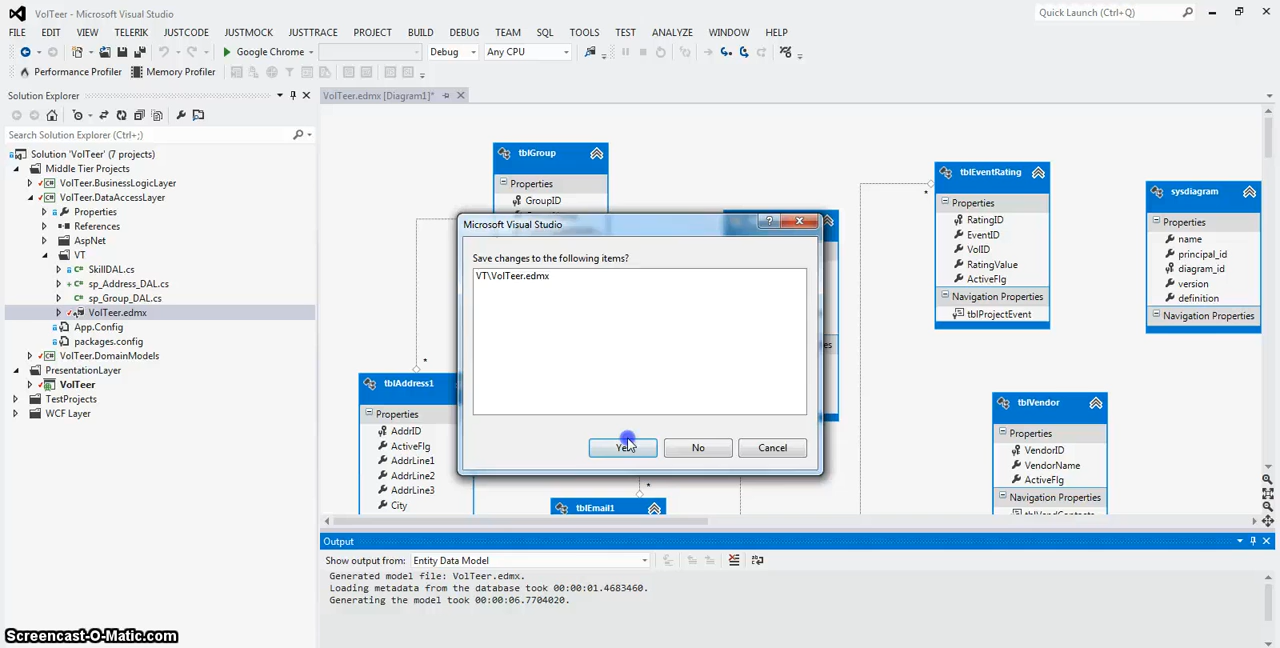 VolTeer - Microsoft Visual Studio
Quick Launch (Ctrl+Q)
FILE EDIT VIEW TELERIK JUSTCODE JUSTMOCK JUSTTRACE PROJECT BUILD DEBUG TEAM SQL TOOLS TEST ANALYZE WINDOW HELP
Google Chrome Debug Any CPU
Performance Profiler Memory Profiler
Solution Explorer
Search Solution Explorer (Ctrl+;)
Solution 'VolTeer' (7 projects)
Middle Tier Projects
VolTeer.BusinessLogicLayer
VolTeer.DataAccessLayer
Properties
References
AspNet
VT
SkillDAL.cs
sp_Address_DAL.cs
sp_Group_DAL.cs
VolTeer.edmx
App.Config
packages.config
VolTeer.DomainModels
PresentationLayer
VolTeer
TestProjects
WCF Layer
VolTeer.edmx [Diagram1]*
tblGroup
Properties
GroupID
tblAddress1
Properties
AddrID
ActiveFlg
AddrLine1
AddrLine2
AddrLine3
City
tblEmail1
tblEventRating
Properties
RatingID
EventID
VolID
RatingValue
ActiveFlg
Navigation Properties
tblProjectEvent
sysdiagram
Properties
name
principal_id
diagram_id
version
definition
Navigation Properties
tblVendor
Properties
VendorID
VendorName
ActiveFlg
Navigation Properties
Microsoft Visual Studio
Save changes to the following items?
VT\VolTeer.edmx
Yes No Cancel
Output
Show output from: Entity Data Model
Generated model file: VolTeer.edmx.
Loading metadata from the database took 00:00:01.4683460.
Generating the model took 00:00:06.7704020.
Screencast-O-Matic.com